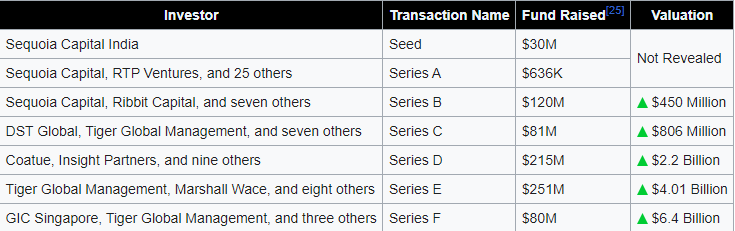 Investor Transaction Name Fund Raised[25] Valuation
Sequoia Capital India Seed $30M Not Revealed
Sequoia Capital, RTP Ventures, and 25 others Series A $636K
Sequoia Capital, Ribbit Capital, and seven others Series B $120M ▲ $450 Million
DST Global, Tiger Global Management, and seven others Series C $81M ▲ $806 Million
Coatue, Insight Partners, and nine others Series D $215M ▲ $2.2 Billion
Tiger Global Management, Marshall Wace, and eight others Series E $251M ▲ $4.01 Billion
GIC Singapore, Tiger Global Management, and three others Series F $80M ▲ $6.4 Billion